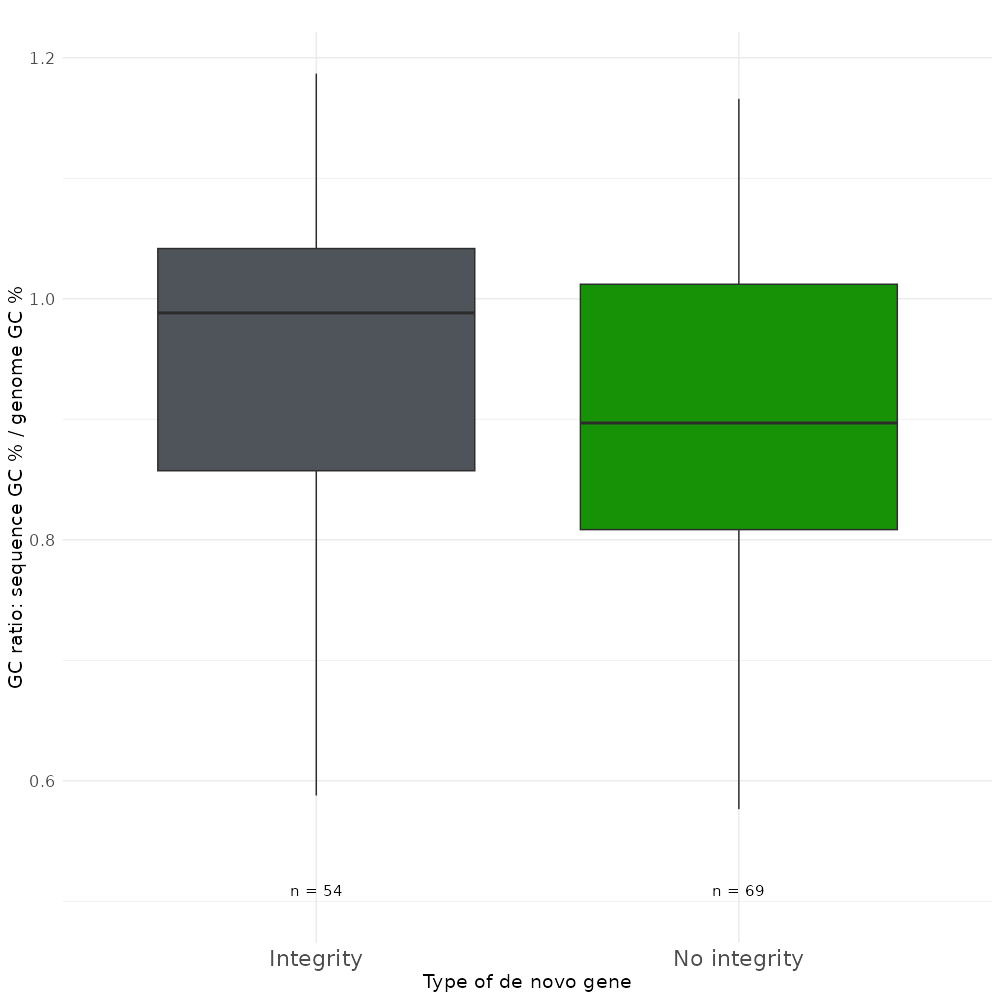 GC ratio: sequence GC % / genome GC %
1.2
1.0
0.8
0.6
n = 54
n = 69
Integrity
No integrity
Type of de novo gene